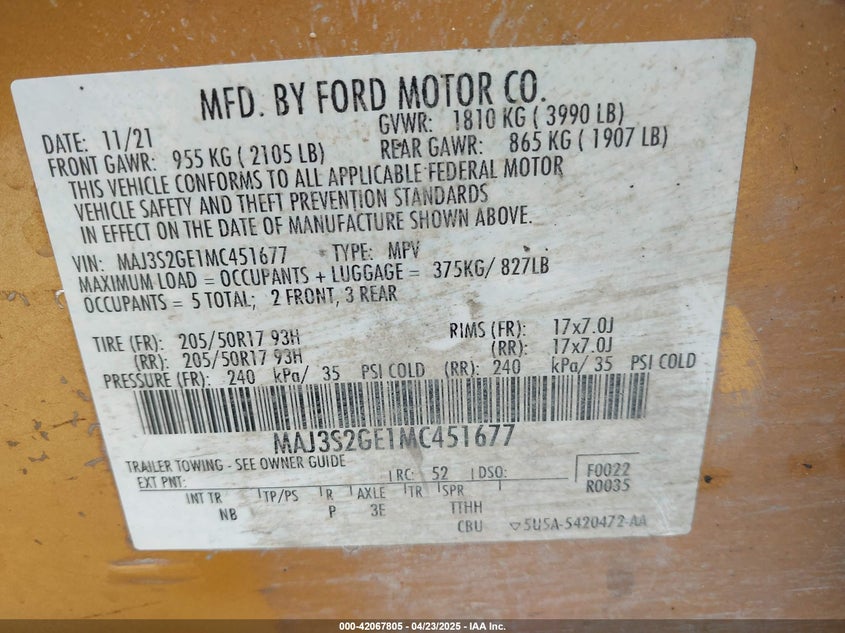 MFD. BY FORD MOTOR CO.
DATE: 11/21 GVWR: 1810 KG ( 3990 LB)
FRONT GAWR: 955 KG ( 2105 LB) REAR GAWR: 865 KG ( 1907 LB)
THIS VEHICLE CONFORMS TO ALL APPLICABLE FEDERAL MOTOR
VEHICLE SAFETY AND THEFT PREVENTION STANDARDS
IN EFFECT ON THE DATE OF MANUFACTURE SHOWN ABOVE.
VIN: MAJ3S2GE1MC451677 TYPE: MPV
MAXIMUM LOAD = OCCUPANTS + LUGGAGE = 375KG/ 827LB
OCCUPANTS = 5 TOTAL; 2 FRONT, 3 REAR
TIRE (FR): 205/50R17 93H RIMS (FR): 17x7.0J
(RR): 205/50R17 93H (RR): 17x7.0J
PRESSURE (FR): 240 kPa/ 35 PSI COLD (RR): 240 kPa/ 35 PSI COLD
MAJ3S2GE1MC451677
TRAILER TOWING - SEE OWNER GUIDE
EXT PNT: RC: 52 DSO: F0022
R0035
INT TR TP/PS R AXLE TR SPR
NB P 3E TTHH
CBU 5U5A-5420472-AA
000-42067805 - 04/23/2025 - IAA Inc.